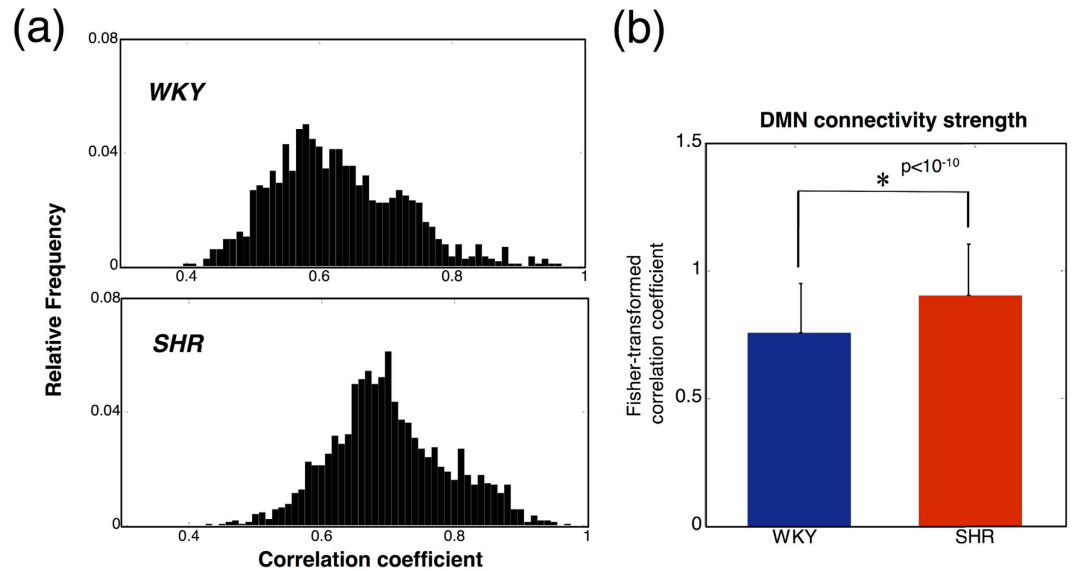 (a)
0.08
WKY
0.04
0
0.4
0.6
0.8
1
0.08
SHR
0.04
0
0.4
0.6
0.8
1
Relative Frequency
Correlation coefficient
(b)
DMN connectivity strength
1.5
* p<10⁻¹⁰
1
0.5
0
Fisher-transformed
correlation coefficient
WKY
SHR